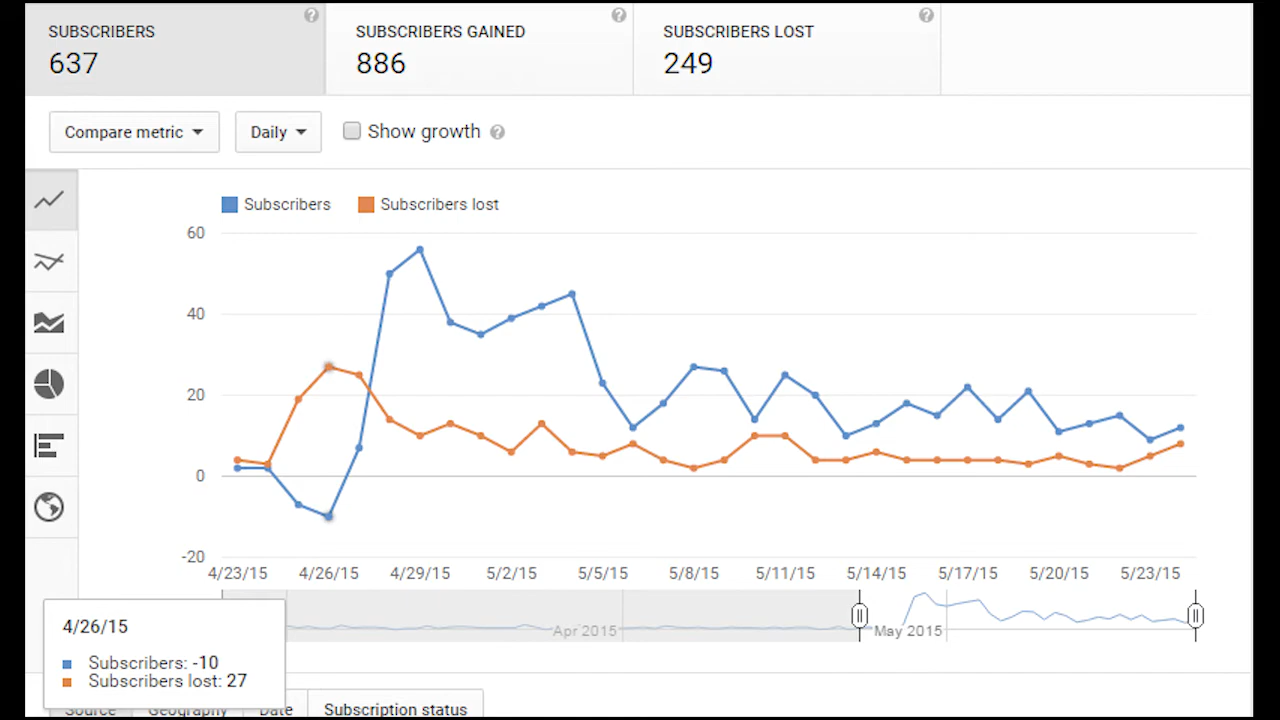 SUBSCRIBERS ? SUBSCRIBERS GAINED ? SUBSCRIBERS LOST ?
637 886 249
Compare metric Daily Show growth ?
Subscribers Subscribers lost
60
40
20
0
-20
4/23/15 4/26/15 4/29/15 5/2/15 5/5/15 5/8/15 5/11/15 5/14/15 5/17/15 5/20/15 5/23/15
Apr 2015 May 2015
4/26/15
Subscribers: -10
Subscribers lost: 27
Source Geography Date Subscription status